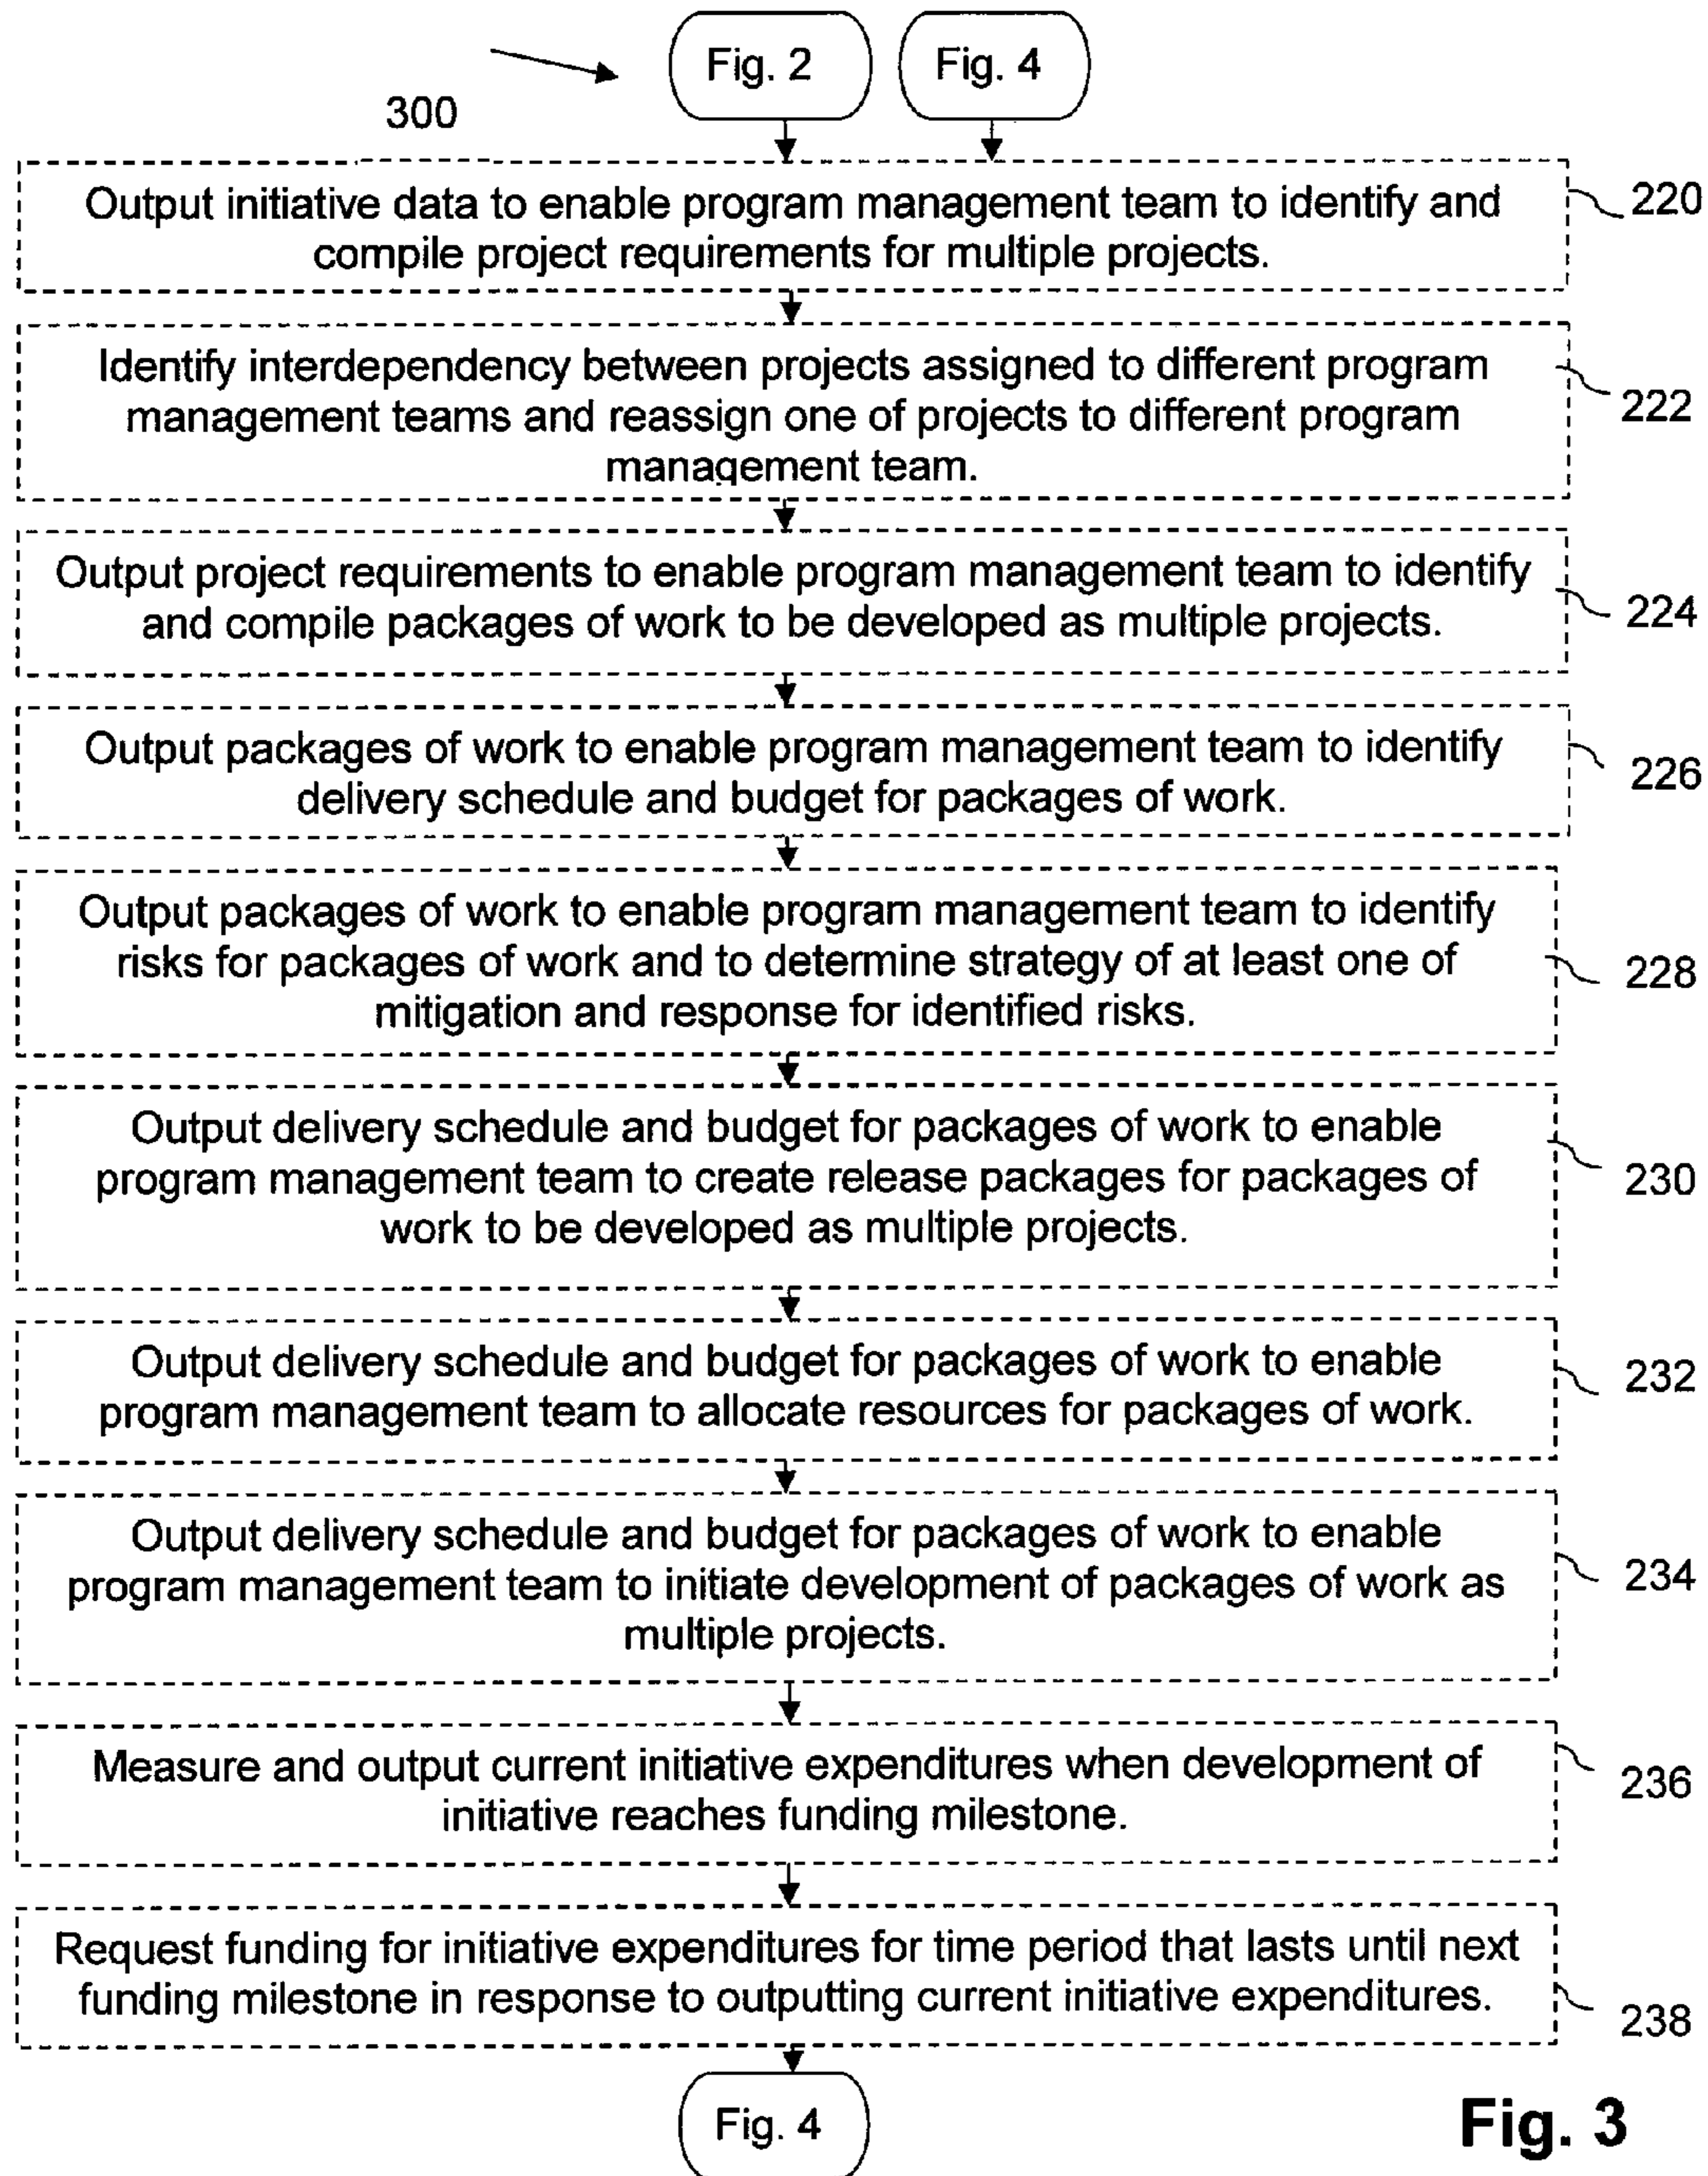 Fig. 2
Fig. 4
300
Output initiative data to enable program management team to identify and
compile project requirements for multiple projects.
220
Identify interdependency between projects assigned to different program
management teams and reassign one of projects to different program
management team.
222
Output project requirements to enable program management team to identify
and compile packages of work to be developed as multiple projects.
224
Output packages of work to enable program management team to identify
delivery schedule and budget for packages of work.
226
Output packages of work to enable program management team to identify
risks for packages of work and to determine strategy of at least one of
mitigation and response for identified risks.
228
Output delivery schedule and budget for packages of work to enable
program management team to create release packages for packages of
work to be developed as multiple projects.
230
Output delivery schedule and budget for packages of work to enable
program management team to allocate resources for packages of work.
232
Output delivery schedule and budget for packages of work to enable
program management team to initiate development of packages of work as
multiple projects.
234
Measure and output current initiative expenditures when development of
initiative reaches funding milestone.
236
Request funding for initiative expenditures for time period that lasts until next
funding milestone in response to outputting current initiative expenditures.
238
Fig. 4
Fig. 3